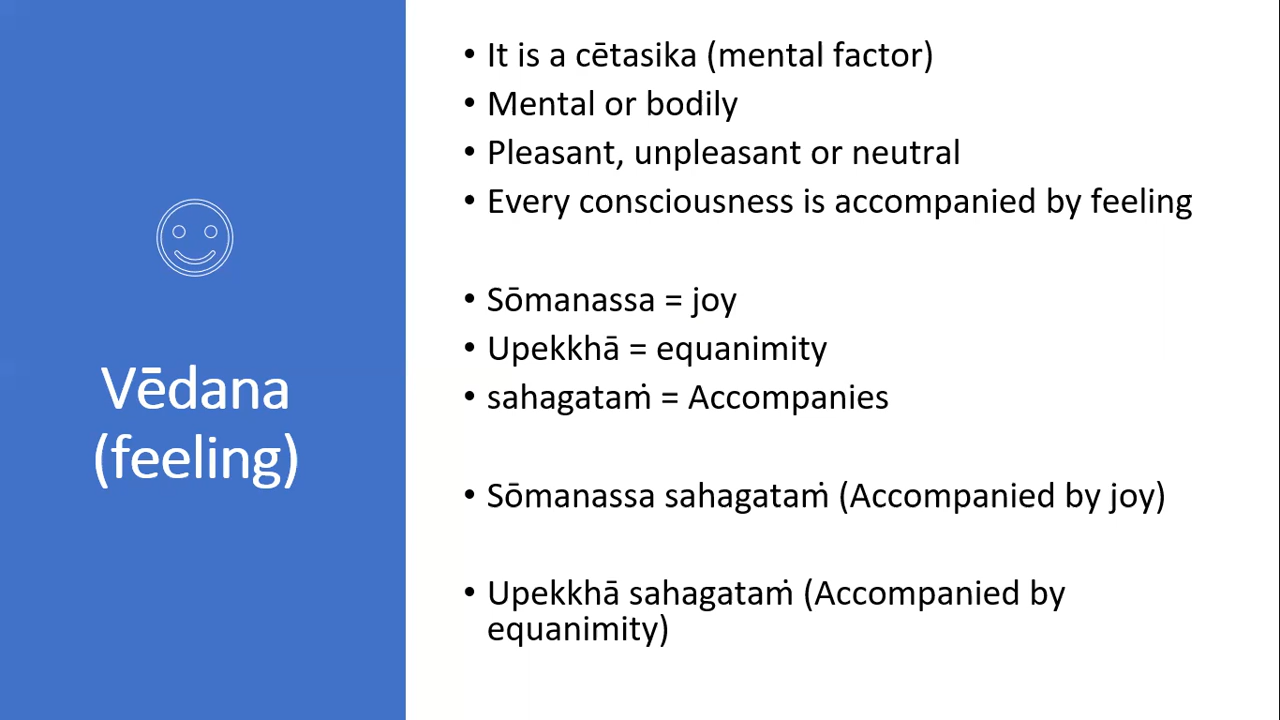 Vēdana
(feeling)
• It is a cētasika (mental factor)
• Mental or bodily
• Pleasant, unpleasant or neutral
• Every consciousness is accompanied by feeling
• Sōmanassa = joy
• Upekkhā = equanimity
• sahagataṁ = Accompanies
• Sōmanassa sahagataṁ (Accompanied by joy)
• Upekkhā sahagataṁ (Accompanied by
equanimity)